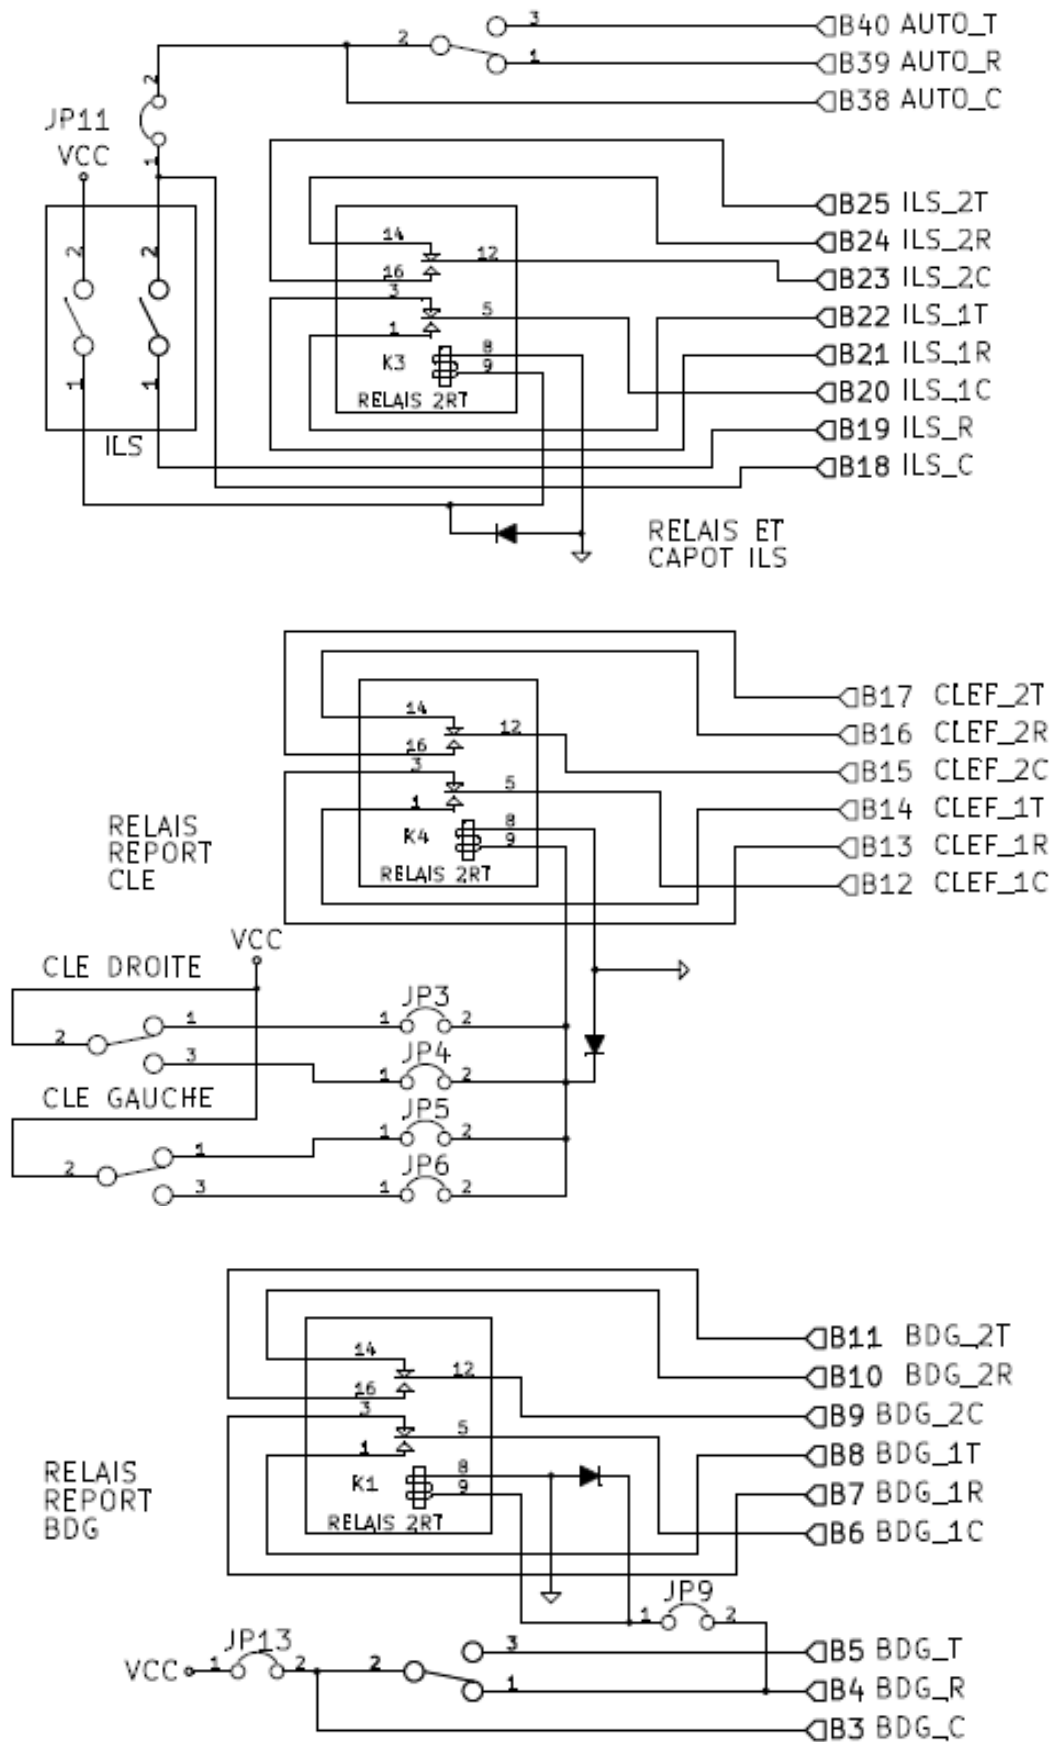 3 B40 AUTO_T
2
1 B39 AUTO_R
B38 AUTO_C
2
JP11
1
VCC
B25 ILS_2T
14 B24 ILS_2R
2 2 12
16 B23 ILS_2C
3
5 B22 ILS_1T
1
K3 8 B21 ILS_1R
9
RELAIS 2RT B20 ILS_1C
1 1
B19 ILS_R
ILS
B18 ILS_C
RELAIS ET
CAPOT ILS
B17 CLEF_2T
14
12 B16 CLEF_2R
16
3 B15 CLEF_2C
5
1 B14 CLEF_1T
RELAIS
REPORT
CLE
K4 8
9 B13 CLEF_1R
RELAIS 2RT B12 CLEF_1C
VCC
CLE DROITE
JP3
1 1 2
2
3 JP4
1 2
CLE GAUCHE
JP5
1 1 2
2
JP6
3 1 2
B11 BDG_2T
14
12 B10 BDG_2R
16
3 B9 BDG_2C
5
1 B8 BDG_1T
RELAIS
REPORT
BDG
K1 8
9 B7 BDG_1R
RELAIS 2RT B6 BDG_1C
JP9
1 2
JP13
3 B5 BDG_T
VCC 1 2 2
1 B4 BDG_R
B3 BDG_C